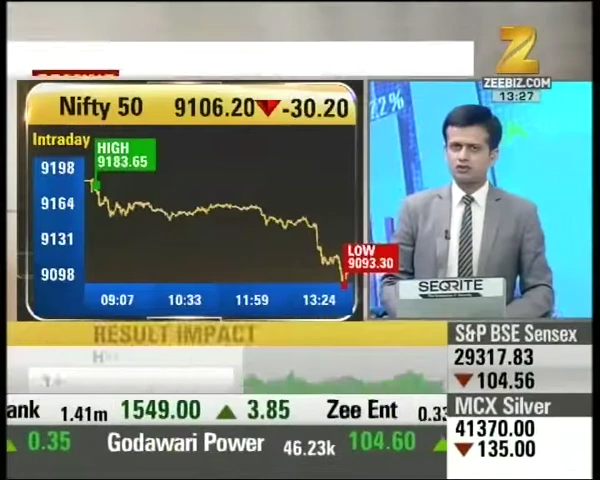 ZEEBIZ.COM
13:27
Nifty 50 9106.20 -30.20
Intraday
HIGH
9183.65
9198
9164
9131
9098
LOW
9093.30
09:07 10:33 11:59 13:24
2%
SEQRITE
RESULT IMPACT
S&P BSE Sensex
29317.83
104.56
MCX Silver
41370.00
135.00
ank 1.41m 1549.00 3.85 Zee Ent 0.33
0.35 Godawari Power 46.23k 104.60